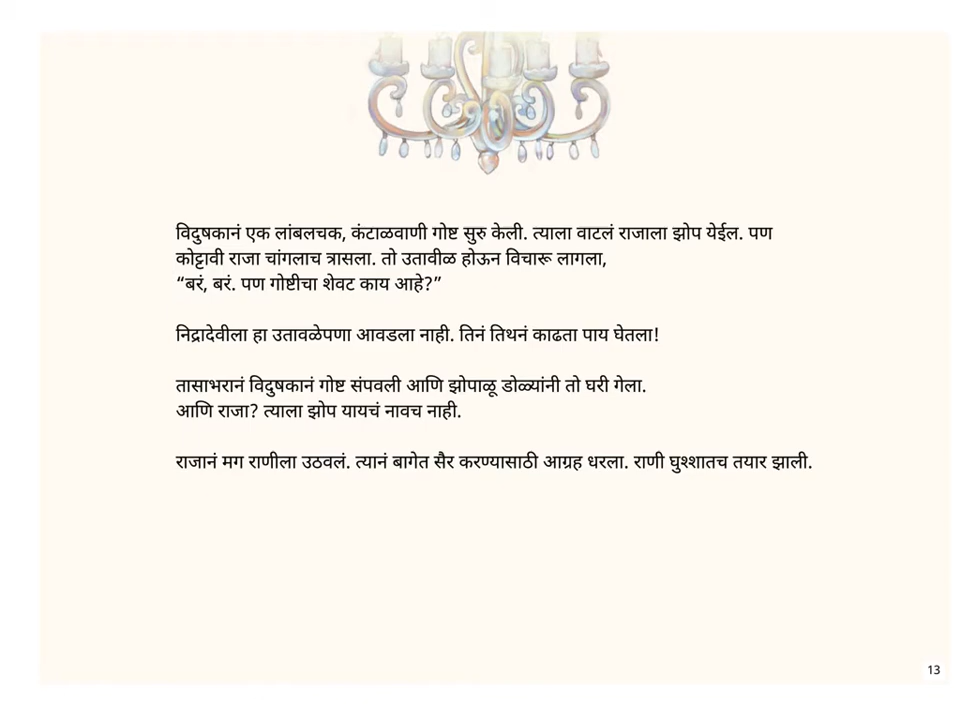 विदुषकानं एक लांबलचक, कंटाळवाणी गोष्ट सुरु केली. त्याला वाटलं राजाला झोप येईल. पण
कोट्टावी राजा चांगलाच त्रासला. तो उतावीळ होऊन विचारू लागला,
“बरं, बरं. पण गोष्टीचा शेवट काय आहे?”
निद्रादेवीला हा उतावळेपणा आवडला नाही. तिनं तिथनं काढता पाय घेतला!
तासाभरानं विदुषकानं गोष्ट संपवली आणि झोपाळू डोळ्यांनी तो घरी गेला.
आणि राजा? त्याला झोप यायचं नावच नाही.
राजानं मग राणीला उठवलं. त्यानं बागेत सैर करण्यासाठी आग्रह धरला. राणी घुश्शातच तयार झाली.
13